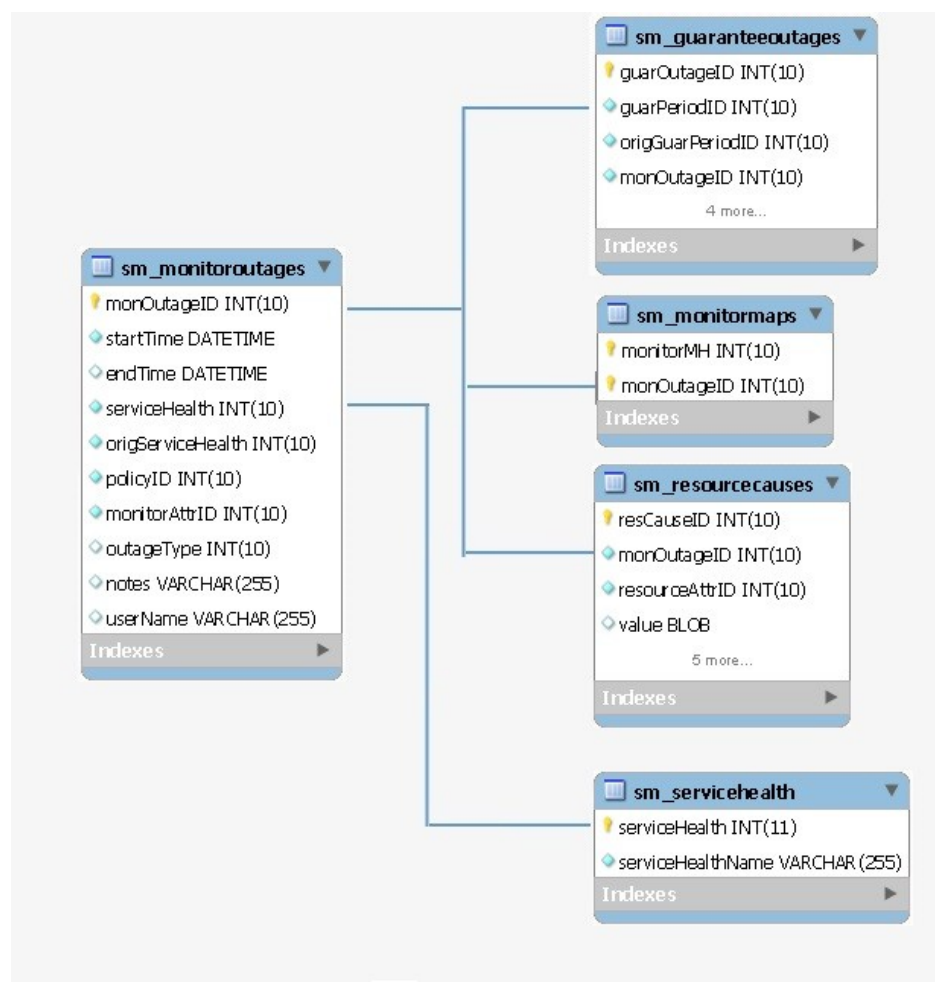 sm_guaranteeoutages
guarOutageID INT(10)
guarPeriodID INT(10)
origGuarPeriodID INT(10)
monOutageID INT(10)
4 more...
Indexes
sm_monitoroutages
monOutageID INT(10)
startTime DATETIME
endTime DATETIME
serviceHealth INT(10)
origServiceHealth INT(10)
policyID INT(10)
monitorAttrID INT(10)
outageType INT(10)
notes VARCHAR(255)
userName VARCHAR(255)
Indexes
sm_monitormaps
monitorMH INT(10)
monOutageID INT(10)
Indexes
sm_resourcecauses
resCauseID INT(10)
monOutageID INT(10)
resourceAttrID INT(10)
value BLOB
5 more...
Indexes
sm_servicehealth
serviceHealth INT(11)
serviceHealthName VARCHAR(255)
Indexes